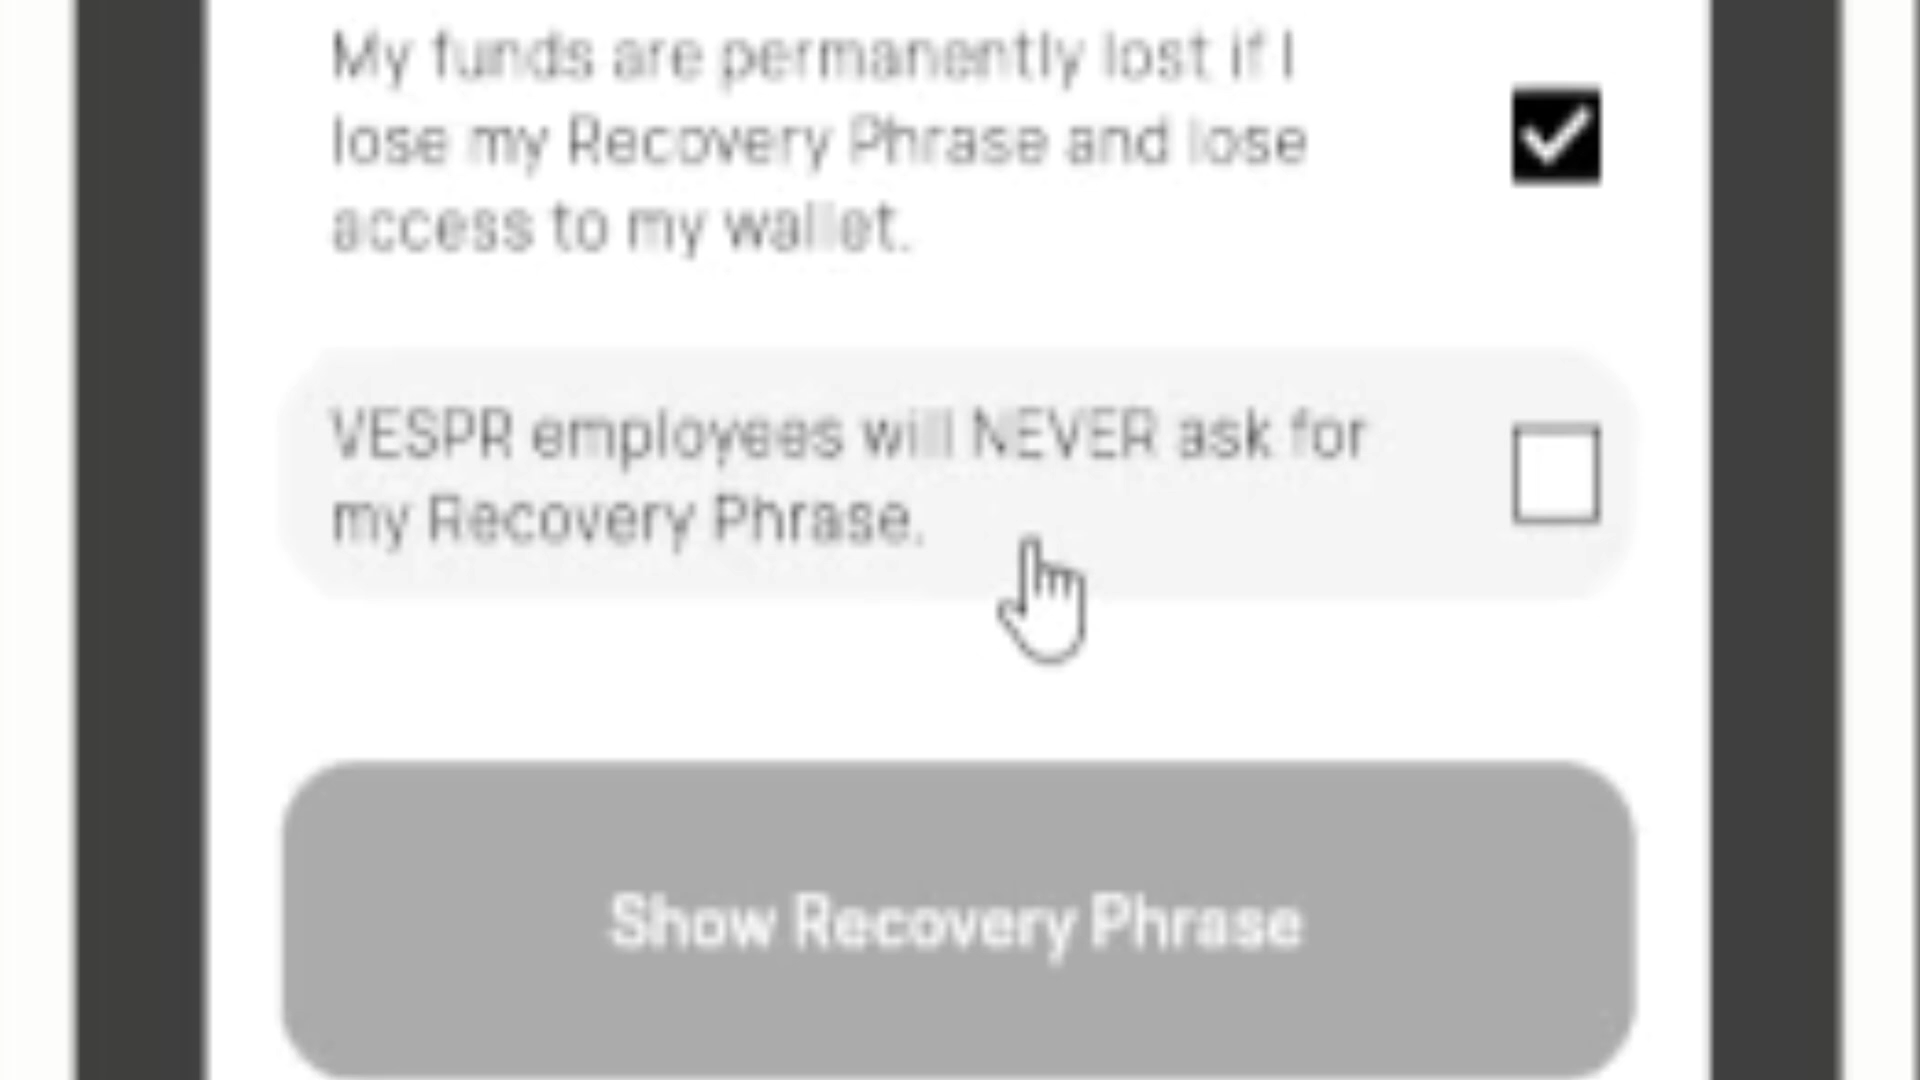 My funds are permanently lost if I
lose my Recovery Phrase and lose
access to my wallet.
VESPR employees will NEVER ask for
my Recovery Phrase.
Show Recovery Phrase